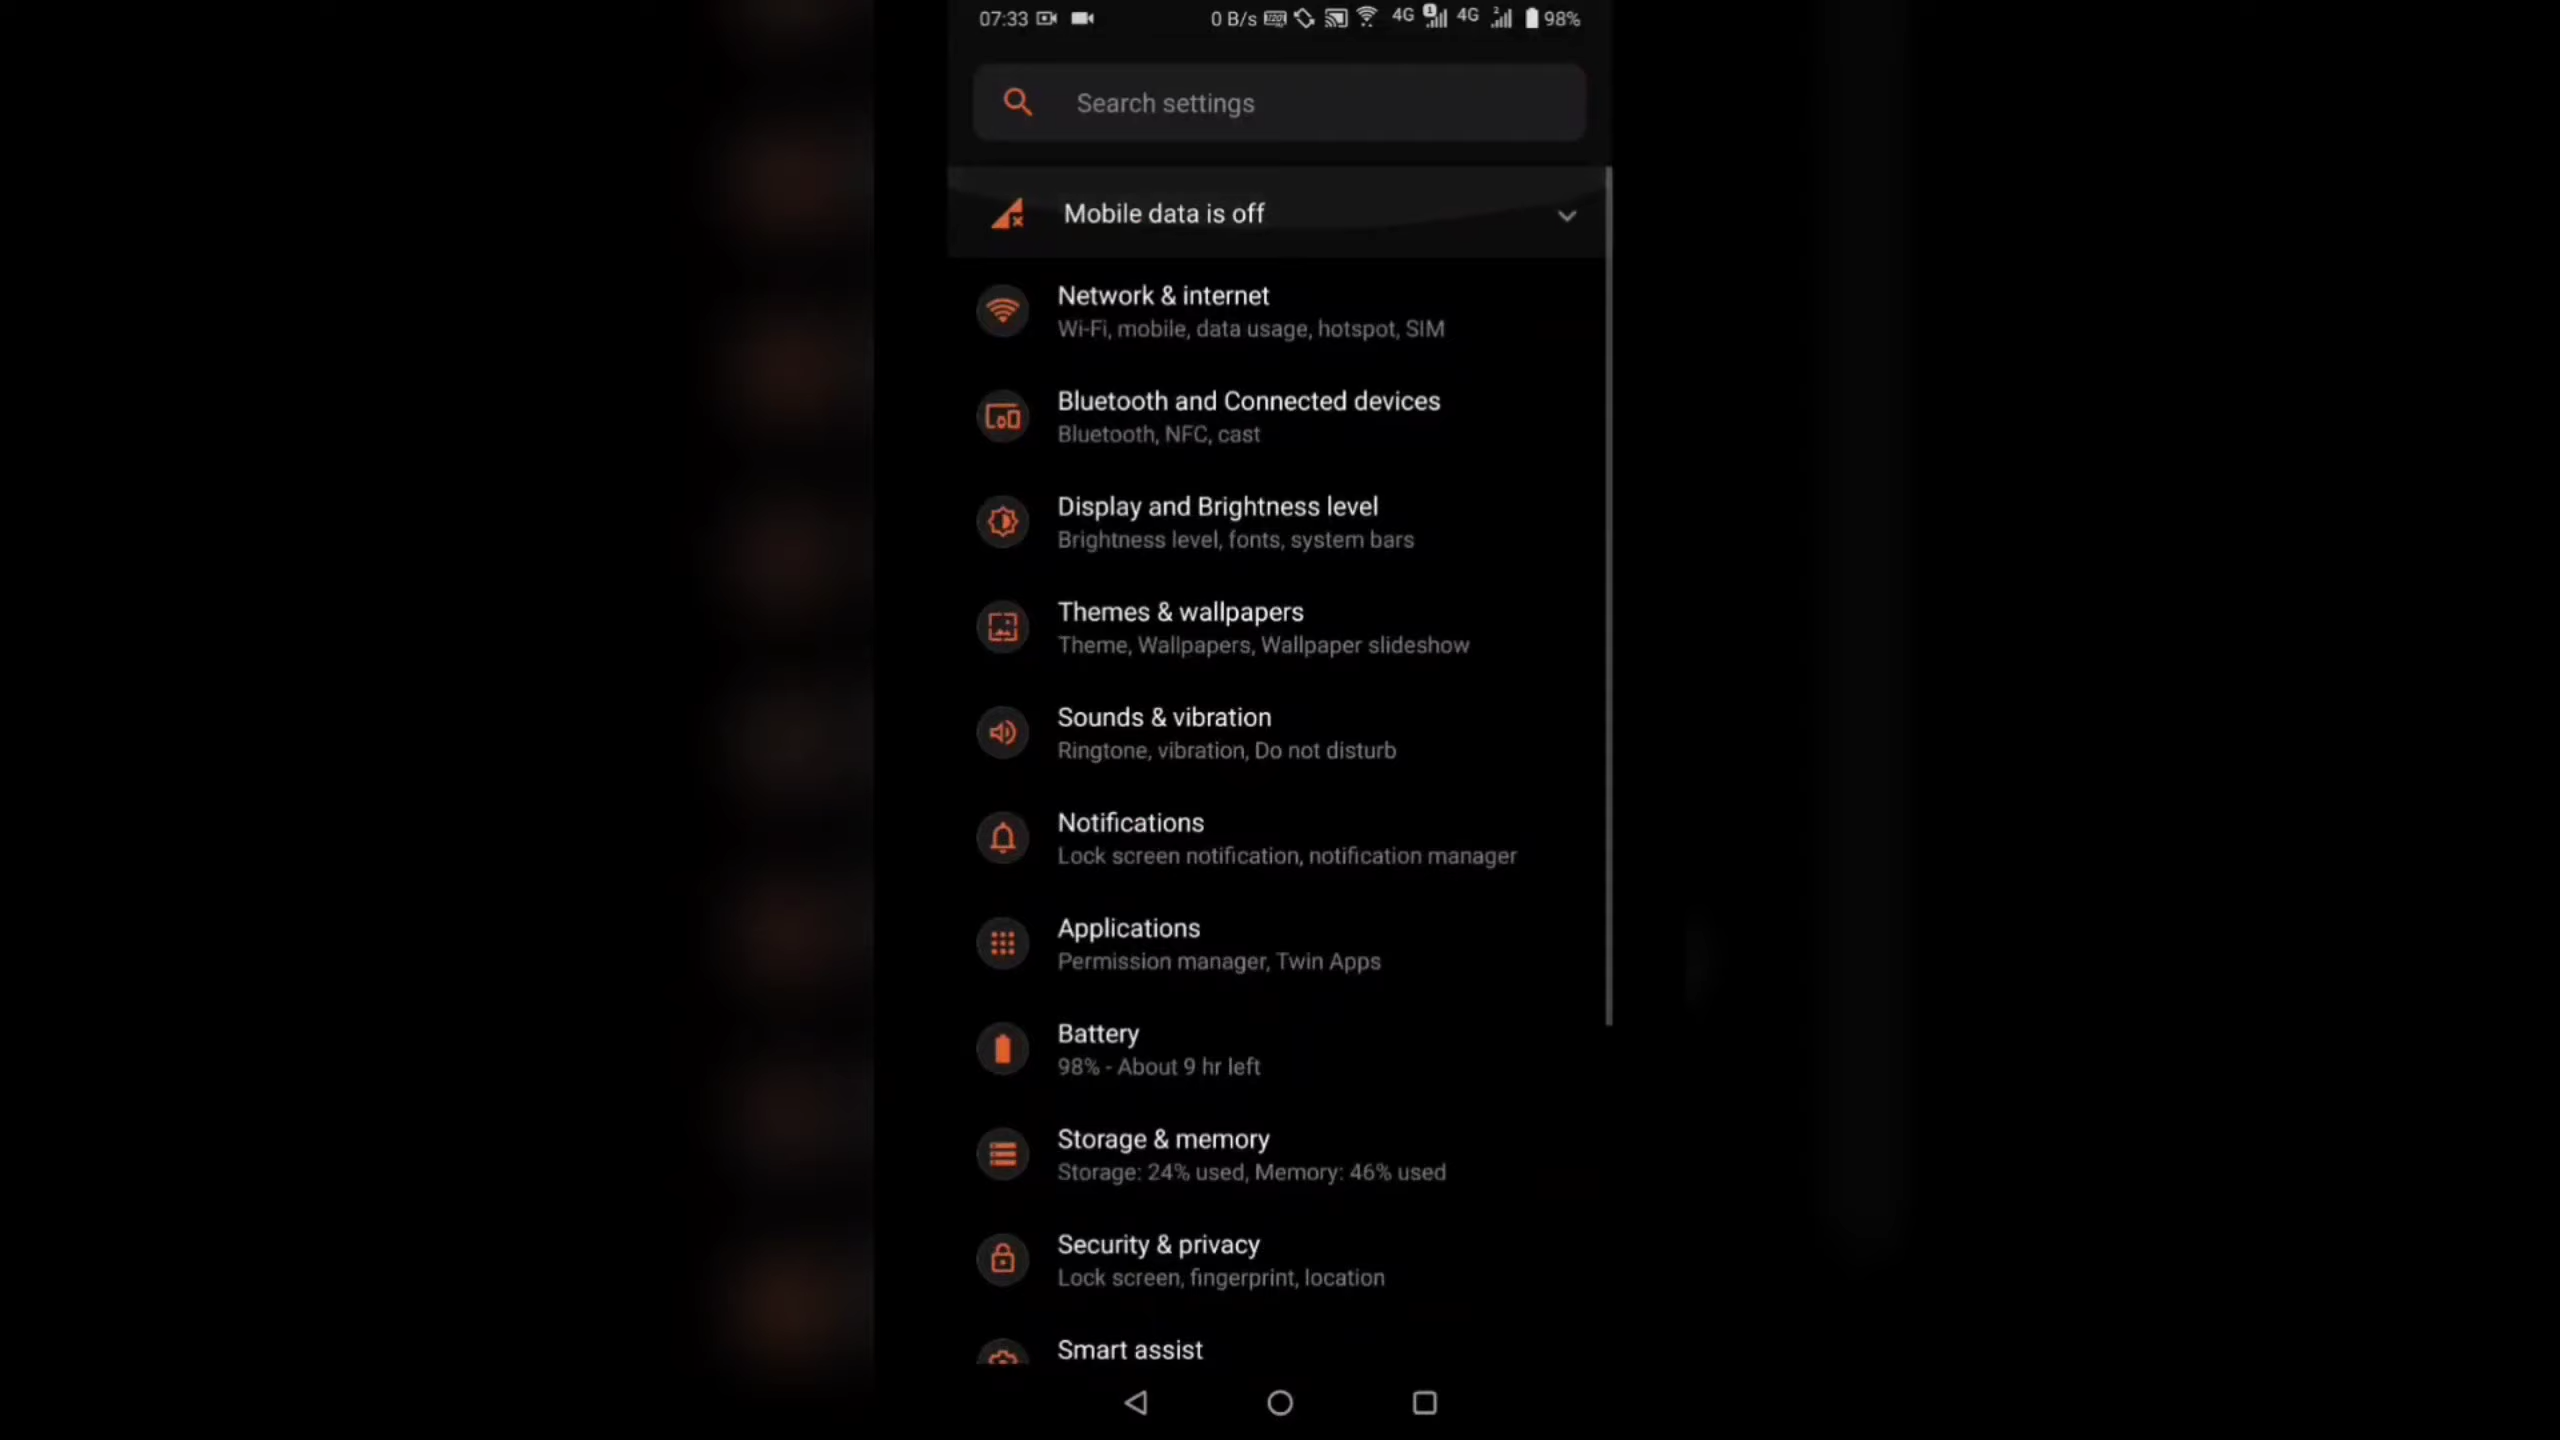 07:33 0 B/s 4G 1 4G 2 98%
Search settings
Mobile data is off
Network & internet
Wi-Fi, mobile, data usage, hotspot, SIM
Bluetooth and Connected devices
Bluetooth, NFC, cast
Display and Brightness level
Brightness level, fonts, system bars
Themes & wallpapers
Theme, Wallpapers, Wallpaper slideshow
Sounds & vibration
Ringtone, vibration, Do not disturb
Notifications
Lock screen notification, notification manager
Applications
Permission manager, Twin Apps
Battery
98% - About 9 hr left
Storage & memory
Storage: 24% used, Memory: 46% used
Security & privacy
Lock screen, fingerprint, location
Smart assist